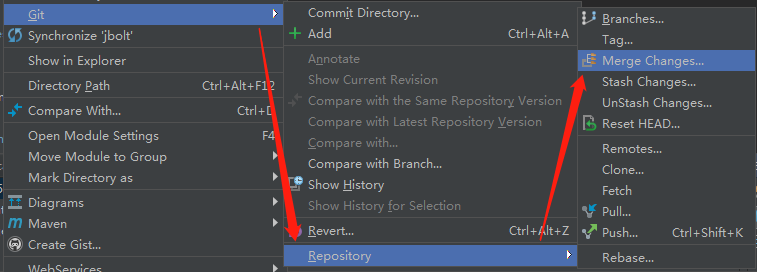 Git
Synchronize 'jbolt'
Show in Explorer
Directory Path Ctrl+Alt+F12
Compare With... Ctrl+D
Open Module Settings F4
Move Module to Group
Mark Directory as
Diagrams
Maven
Create Gist...
WebServices
Commit Directory...
Add Ctrl+Alt+A
Annotate
Show Current Revision
Compare with the Same Repository Version
Compare with Latest Repository Version
Compare with...
Compare with Branch...
Show History
Show History for Selection
Revert... Ctrl+Alt+Z
Repository
Branches...
Tag...
Merge Changes...
Stash Changes...
UnStash Changes...
Reset HEAD...
Remotes...
Clone...
Fetch
Pull...
Push... Ctrl+Shift+K
Rebase...